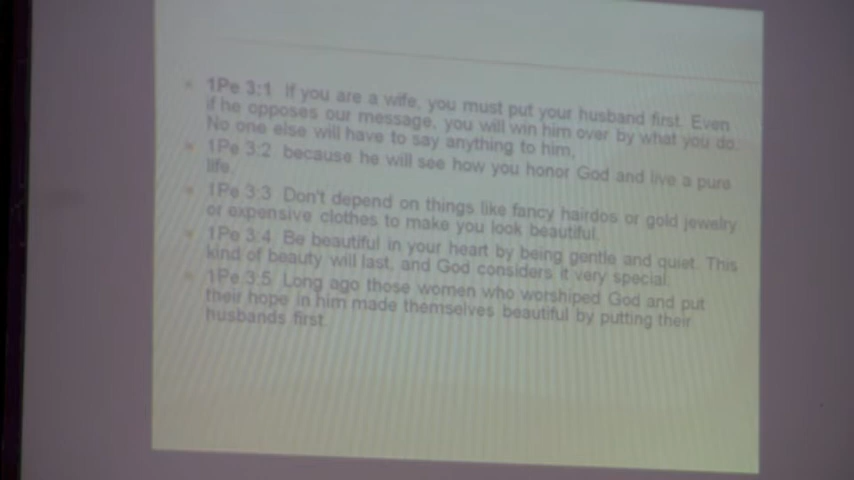 1Pe 3:1 If you are a wife, you must put your husband first. Even
if he opposes our message, you will win him over by what you do.
No one else will have to say anything to him,
1Pe 3:2 because he will see how you honor God and live a pure
life.
1Pe 3:3 Don't depend on things like fancy hairdos or gold jewelry
or expensive clothes to make you look beautiful.
1Pe 3:4 Be beautiful in your heart by being gentle and quiet. This
kind of beauty will last, and God considers it very special.
1Pe 3:5 Long ago those women who worshiped God and put
their hope in him made themselves beautiful by putting their
husbands first.